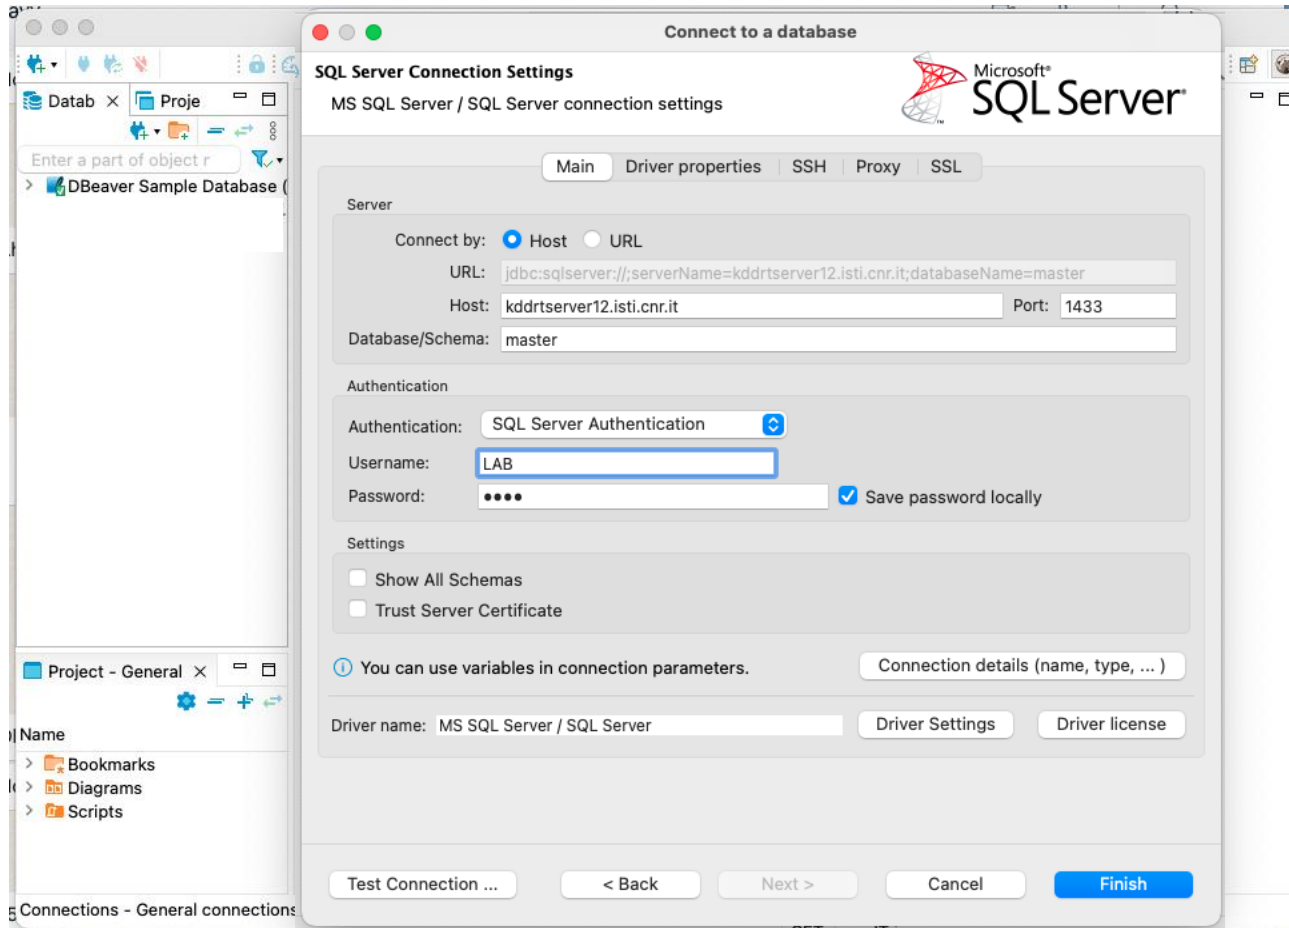 Connect to a database
SQL Server Connection Settings
MS SQL Server / SQL Server connection settings
Microsoft®
SQL Server®
Datab
Proje
Enter a part of object r
DBeaver Sample Database (
Main
Driver properties
SSH
Proxy
SSL
Server
Connect by:
Host
URL
URL:
jdbc:sqlserver://;serverName=kddrtserver12.isti.cnr.it;databaseName=master
Host:
kddrtserver12.isti.cnr.it
Port:
1433
Database/Schema:
master
Authentication
Authentication:
SQL Server Authentication
Username:
LAB
Password:
••••
Save password locally
Settings
Show All Schemas
Trust Server Certificate
You can use variables in connection parameters.
Connection details (name, type, ... )
Driver name:
MS SQL Server / SQL Server
Driver Settings
Driver license
Test Connection ...
< Back
Next >
Cancel
Finish
Project - General
Name
Bookmarks
Diagrams
Scripts
Connections - General connections